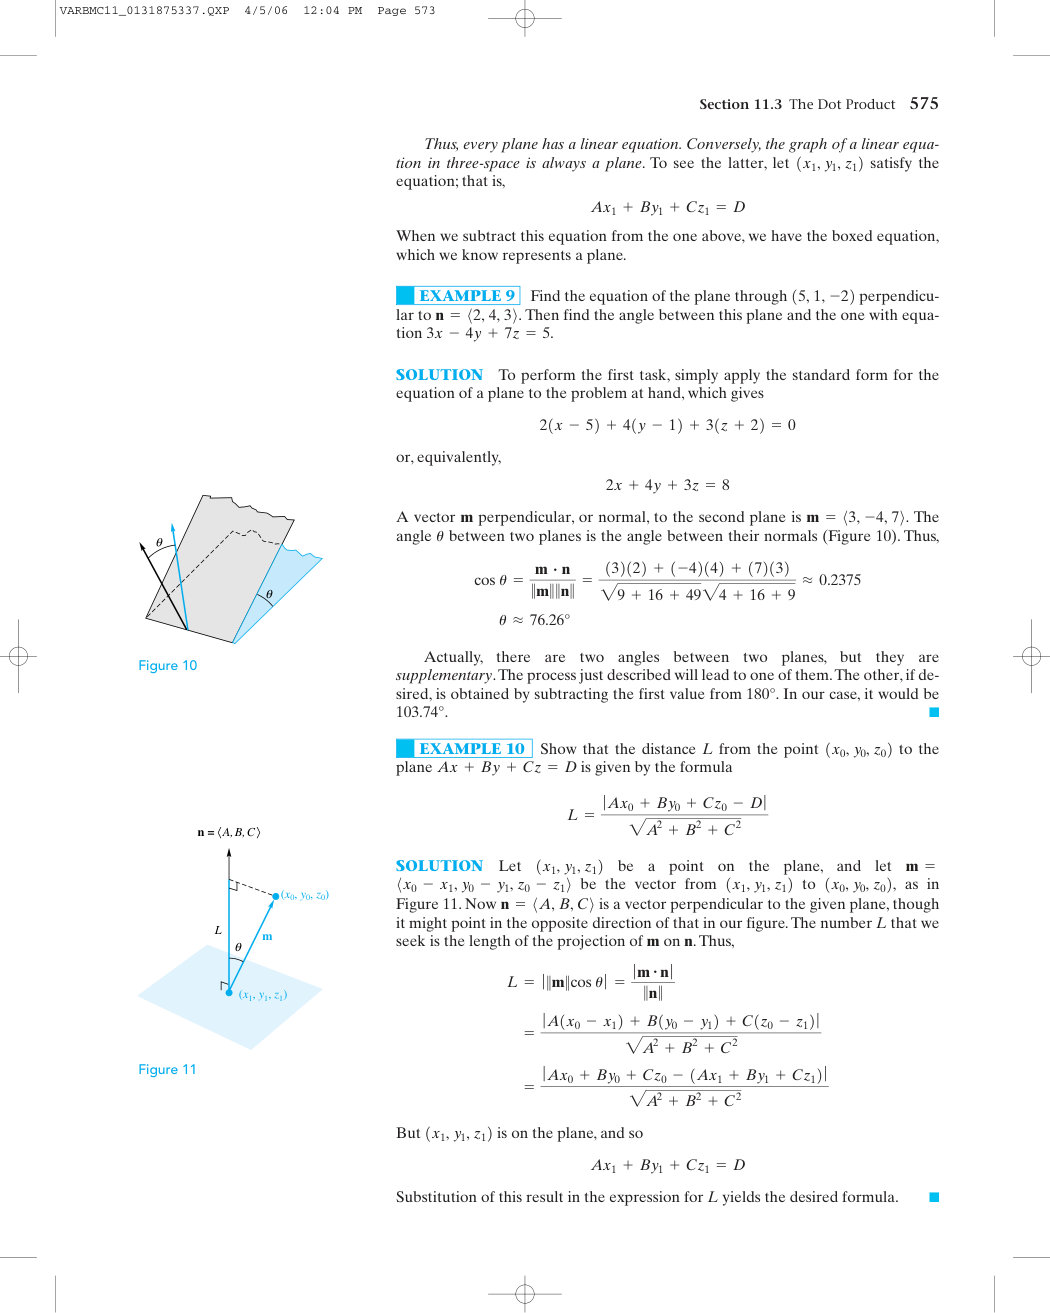 VARBMC11_0131875337.QXP 4/5/06 12:04 PM Page 573
Section 11.3 The Dot Product 575
Thus, every plane has a linear equation. Conversely, the graph of a linear equa-
tion in three-space is always a plane. To see the latter, let (x₁, y₁, z₁) satisfy the
equation; that is,
Ax₁ + By₁ + Cz₁ = D
When we subtract this equation from the one above, we have the boxed equation,
which we know represents a plane.
EXAMPLE 9 Find the equation of the plane through (5, 1, −2) perpendicu-
lar to n = ⟨2, 4, 3⟩. Then find the angle between this plane and the one with equa-
tion 3x − 4y + 7z = 5.
SOLUTION To perform the first task, simply apply the standard form for the
equation of a plane to the problem at hand, which gives
2(x − 5) + 4(y − 1) + 3(z + 2) = 0
or, equivalently,
2x + 4y + 3z = 8
A vector m perpendicular, or normal, to the second plane is m = ⟨3, −4, 7⟩. The
angle θ between two planes is the angle between their normals (Figure 10). Thus,
cos θ = m · n / ‖m‖‖n‖ = (3)(2) + (−4)(4) + (7)(3) / √9 + 16 + 49 √4 + 16 + 9 ≈ 0.2375
θ ≈ 76.26°
θ
θ
Figure 10
Actually, there are two angles between two planes, but they are
supplementary. The process just described will lead to one of them. The other, if de-
sired, is obtained by subtracting the first value from 180°. In our case, it would be
103.74°.
EXAMPLE 10 Show that the distance L from the point (x₀, y₀, z₀) to the
plane Ax + By + Cz = D is given by the formula
L = |Ax₀ + By₀ + Cz₀ − D| / √A² + B² + C²
SOLUTION Let (x₁, y₁, z₁) be a point on the plane, and let m =
⟨x₀ − x₁, y₀ − y₁, z₀ − z₁⟩ be the vector from (x₁, y₁, z₁) to (x₀, y₀, z₀), as in
Figure 11. Now n = ⟨A, B, C⟩ is a vector perpendicular to the given plane, though
it might point in the opposite direction of that in our figure. The number L that we
seek is the length of the projection of m on n. Thus,
L = |‖m‖cos θ| = |m · n| / ‖n‖
= |A(x₀ − x₁) + B(y₀ − y₁) + C(z₀ − z₁)| / √A² + B² + C²
= |Ax₀ + By₀ + Cz₀ − (Ax₁ + By₁ + Cz₁)| / √A² + B² + C²
n = ⟨A, B, C⟩
(x₀, y₀, z₀)
L
m
θ
(x₁, y₁, z₁)
Figure 11
But (x₁, y₁, z₁) is on the plane, and so
Ax₁ + By₁ + Cz₁ = D
Substitution of this result in the expression for L yields the desired formula.